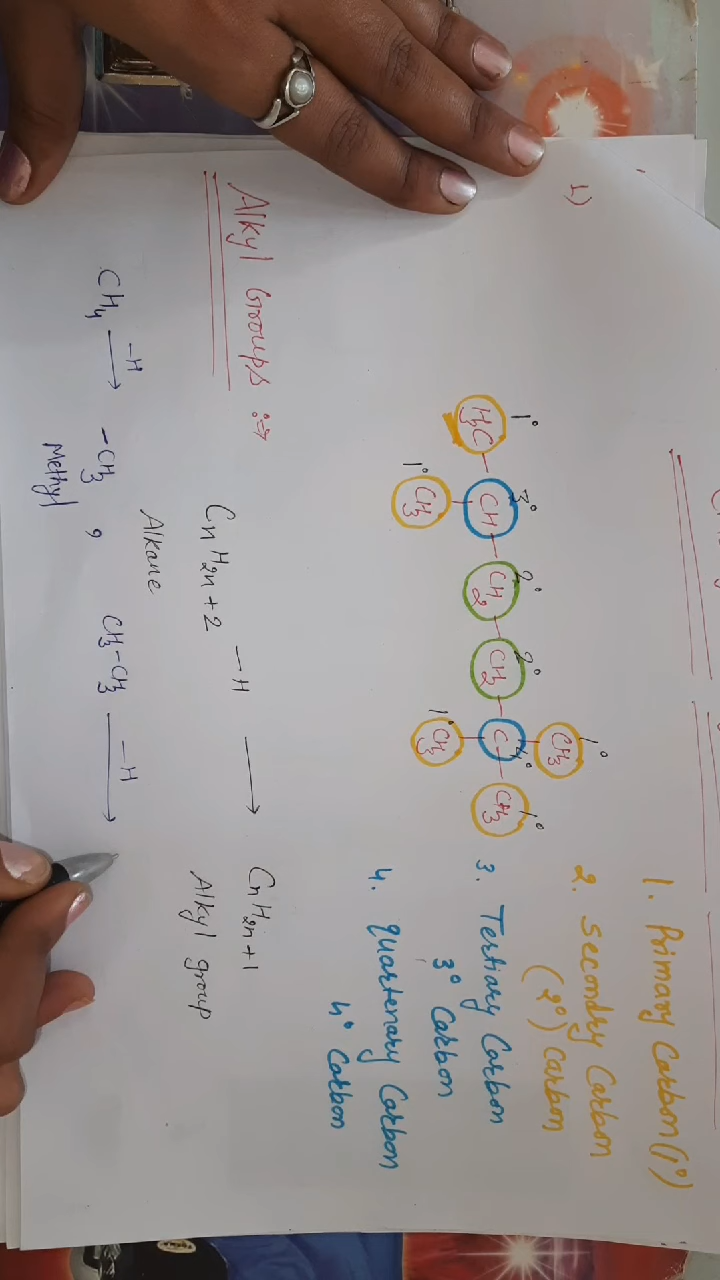 1)
1° 3° 2° 2° 4° 1°
H3C - CH - CH2 - CH2 - C - CH3
1° CH3
1° CH3
1° CH3
1. Primary Carbon (1°)
2. Secondry Carbon
(2°) Carbon
3. Tertiary Carbon
3° Carbon
4. Quartenary Carbon
4° Carbon
Alkyl Groups :⇒
CnH2n+2 -H ⟶ CnH2n+1
Alkane Alkyl group
CH4 -H ⟶ -CH3 , CH3-CH3 -H ⟶
Methyl